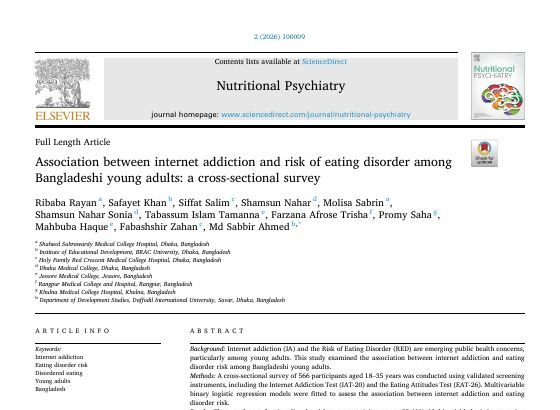 2 (2026) 100009
Contents lists available at ScienceDirect
Nutritional Psychiatry
journal homepage: www.sciencedirect.com/journal/nutritional-psychiatry
ELSEVIER
Nutritional
PSYCHIATRY
Full Length Article
Check for
updates
Association between internet addiction and risk of eating disorder among
Bangladeshi young adults: a cross-sectional survey
Ribaba Rayan a, Safayet Khan b, Siffat Salim c, Shamsun Nahar d, Molisa Sabrin a,
Shamsun Nahar Sonia d, Tabassum Islam Tamanna e, Farzana Afrose Trisha f, Promy Saha g,
Mahbuba Haque g, Fabashshir Zahan c, Md Sabbir Ahmed h,*
a Shaheed Suhrawardy Medical College Hospital, Dhaka, Bangladesh
b Institute of Educational Development, BRAC University, Dhaka, Bangladesh
c Holy Family Red Crescent Medical College Hospital, Dhaka, Bangladesh
d Dhaka Medical College, Dhaka, Bangladesh
e Jessore Medical College, Jessore, Bangladesh
f Rangpur Medical College and Hospital, Rangpur, Bangladesh
g Khulna Medical College Hospital, Khulna, Bangladesh
h Department of Development Studies, Daffodil International University, Savar, Dhaka, Bangladesh
ARTICLE INFO
Keywords:
Internet addiction
Eating disorder risk
Disordered eating
Young adults
Bangladesh
ABSTRACT
Background: Internet addiction (IA) and the Risk of Eating Disorder (RED) are emerging public health concerns,
particularly among young adults. This study examined the association between internet addiction and eating
disorder risk among Bangladeshi young adults.
Methods: A cross-sectional survey of 566 participants aged 18–35 years was conducted using validated screening
instruments, including the Internet Addiction Test (IAT-20) and the Eating Attitudes Test (EAT-26). Multivariable
binary logistic regression models were fitted to assess the association between internet addiction and eating
disorder risk.